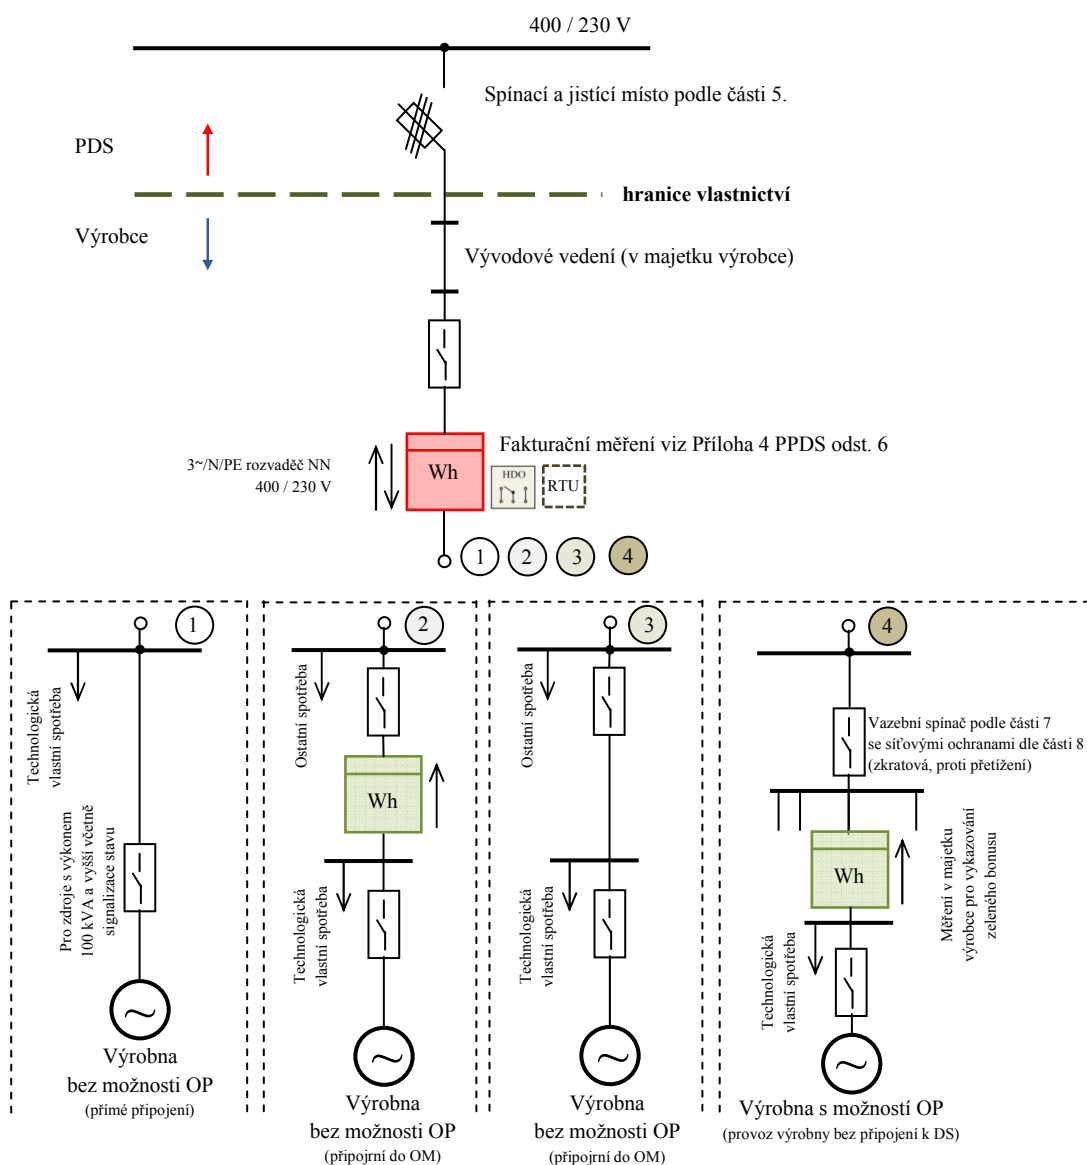 400 / 230 V
Spínací a jistící místo podle části 5.
PDS
hranice vlastnictví
Výrobce
Vývodové vedení (v majetku výrobce)
Fakturační měření viz Příloha 4 PPDS odst. 6
3~/N/PE rozvaděč NN
400 / 230 V
Wh
HDO
RTU
1
2
3
4
1
Technologická
vlastní spotřeba
Pro zdroje s výkonem
100 kVA a vyšší včetně
signalizace stavu
Výrobna
bez možnosti OP
(přímé připojení)
2
Ostatní spotřeba
Wh
Technologická
vlastní spotřeba
Výrobna
bez možnosti OP
(připojrní do OM)
3
Ostatní spotřeba
Technologická
vlastní spotřeba
Výrobna
bez možnosti OP
(připojrní do OM)
4
Vazební spínač podle části 7
se síťovými ochranami dle části 8
(zkratová, proti přetížení)
Wh
Měření v majetku
výrobce pro vykazování
zeleného bonusu
Technologická
vlastní spotřeba
Výrobna s možností OP
(provoz výrobny bez připojení k DS)